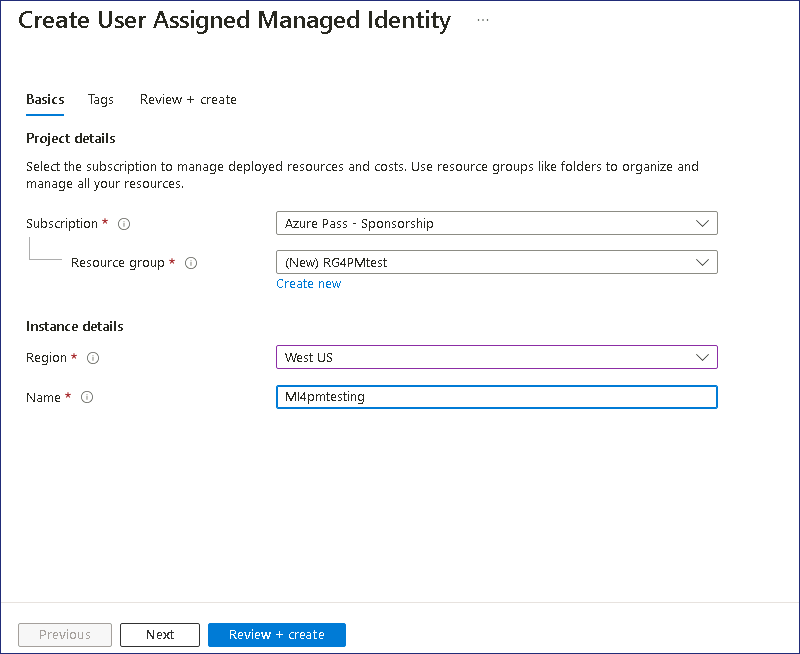 Create User Assigned Managed Identity ...
Basics Tags Review + create
Project details
Select the subscription to manage deployed resources and costs. Use resource groups like folders to organize and
manage all your resources.
Subscription * Azure Pass - Sponsorship
Resource group * (New) RG4PMtest
Create new
Instance details
Region * West US
Name * MI4pmtesting
Previous Next Review + create